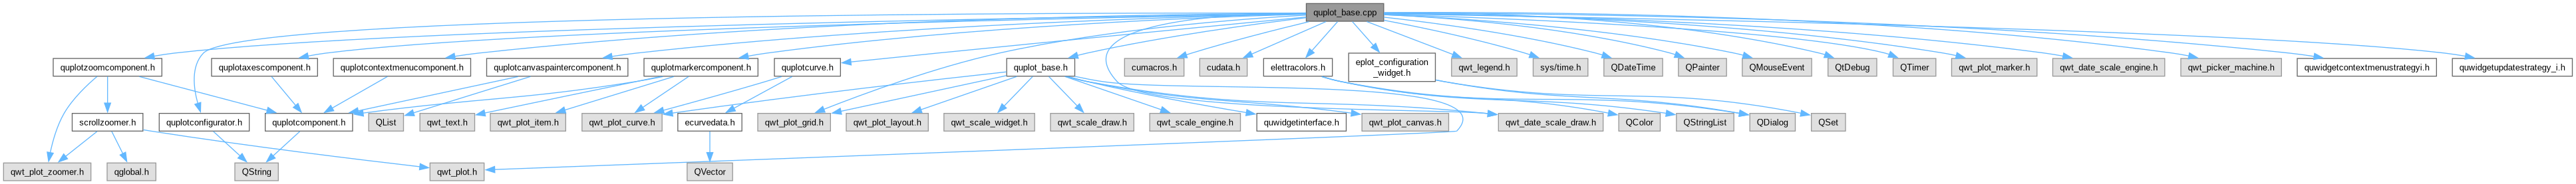 quplot_base.cpp
quplotzoomcomponent.h
quplotaxescomponent.h
quplotcontextmenucomponent.h
quplotcanvaspaintercomponent.h
quplotmarkercomponent.h
quplotcurve.h
quplot_base.h
cumacros.h
cudata.h
elettracolors.h
eplot_configuration
_widget.h
qwt_legend.h
sys/time.h
QDateTime
QPainter
QMouseEvent
QtDebug
QTimer
qwt_plot_marker.h
qwt_date_scale_engine.h
qwt_picker_machine.h
quwidgetcontextmenustrategyi.h
quwidgetupdatestrategy_i.h
scrollzoomer.h
quplotconfigurator.h
quplotcomponent.h
QList
qwt_text.h
qwt_plot_item.h
qwt_plot_curve.h
ecurvedata.h
qwt_plot_grid.h
qwt_plot_layout.h
qwt_scale_widget.h
qwt_scale_draw.h
qwt_scale_engine.h
quwidgetinterface.h
qwt_plot_canvas.h
qwt_date_scale_draw.h
QColor
QStringList
QDialog
QSet
qwt_plot_zoomer.h
qglobal.h
QString
qwt_plot.h
QVector